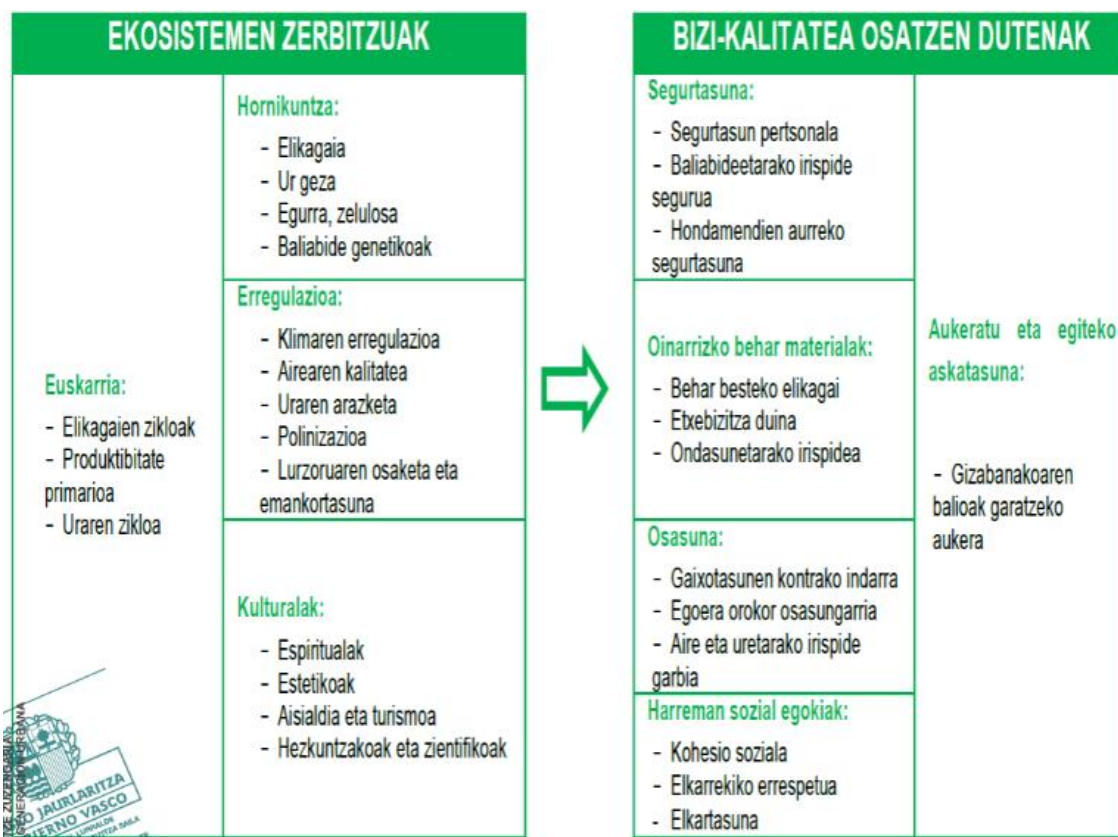 EKOSISTEMEN ZERBITZUAK
Euskarria:
- Elikagaien zikloak
- Produktibitate
primarioa
- Uraren zikloa
Hornikuntza:
- Elikagaia
- Ur geza
- Egurra, zelulosa
- Baliabide genetikoak
Erregulazioa:
- Klimaren erregulazioa
- Airearen kalitatea
- Uraren arazketa
- Polinizazioa
- Lurzoruaren osaketa eta
emankortasuna
Kulturalak:
- Espiritualak
- Estetikoak
- Aisialdia eta turismoa
- Hezkuntzakoak eta zientifikoak
BIZI-KALITATEA OSATZEN DUTENAK
Segurtasuna:
- Segurtasun pertsonala
- Baliabideetarako irispide
segurua
- Hondamendien aurreko
segurtasuna
Oinarrizko behar materialak:
- Behar besteko elikagai
- Etxebizitza duina
- Ondasunetarako irispidea
Osasuna:
- Gaixotasunen kontrako indarra
- Egoera orokor osasungarria
- Aire eta uretarako irispide
garbia
Harreman sozial egokiak:
- Kohesio soziala
- Elkarrekiko errespetua
- Elkartasuna
Aukeratu eta egiteko
askatasuna:
- Gizabanakoaren
balioak garatzeko
aukera
JAURLARITZA
VASCO